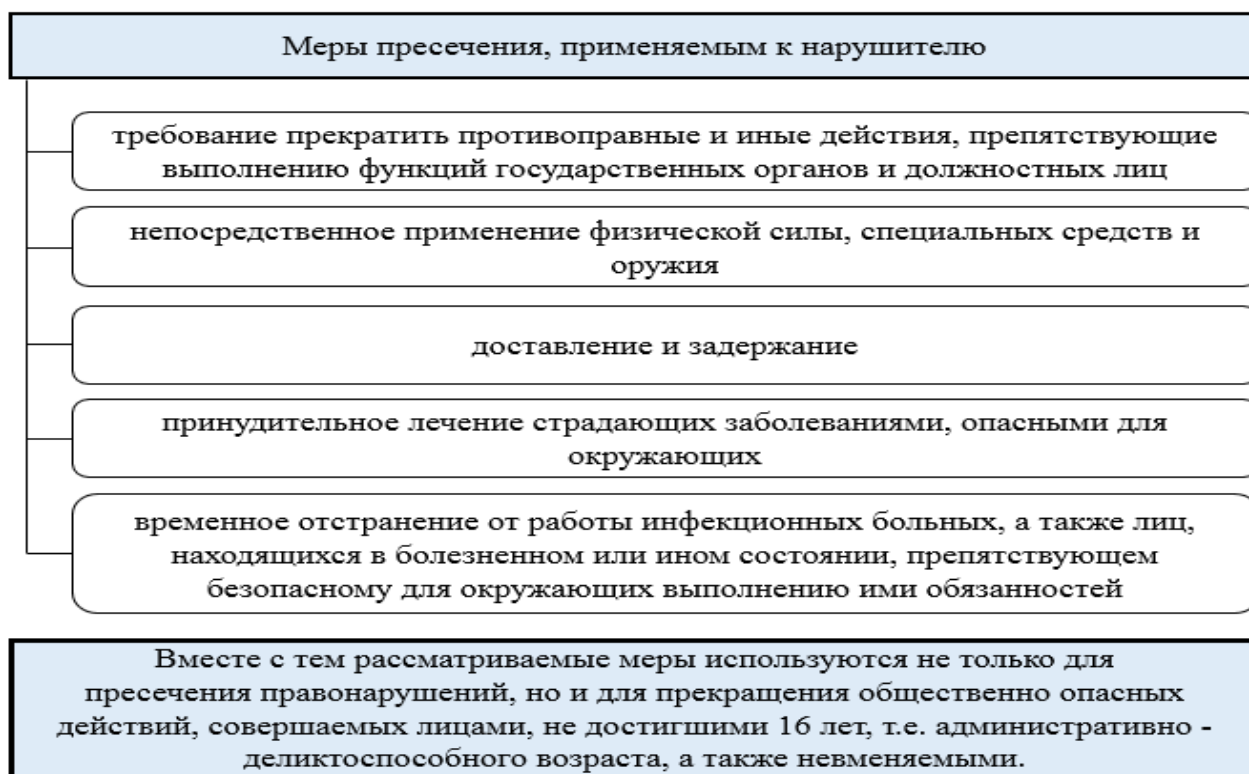 Меры пресечения, применяемым к нарушителю
требование прекратить противоправные и иные действия, препятствующие
выполнению функций государственных органов и должностных лиц
непосредственное применение физической силы, специальных средств и
оружия
доставление и задержание
принудительное лечение страдающих заболеваниями, опасными для
окружающих
временное отстранение от работы инфекционных больных, а также лиц,
находящихся в болезненном или ином состоянии, препятствующем
безопасному для окружающих выполнению ими обязанностей
Вместе с тем рассматриваемые меры используются не только для
пресечения правонарушений, но и для прекращения общественно опасных
действий, совершаемых лицами, не достигшими 16 лет, т.е. административно -
деликтоспособного возраста, а также невменяемыми.